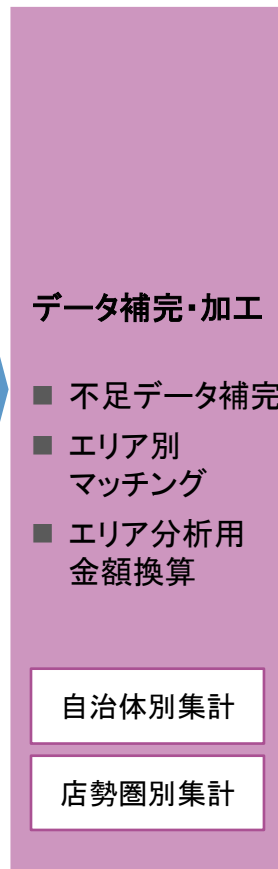 データ補完・加工
■ 不足データ補完
■ エリア別
マッチング
■ エリア分析用
金額換算
自治体別集計
店勢圏別集計